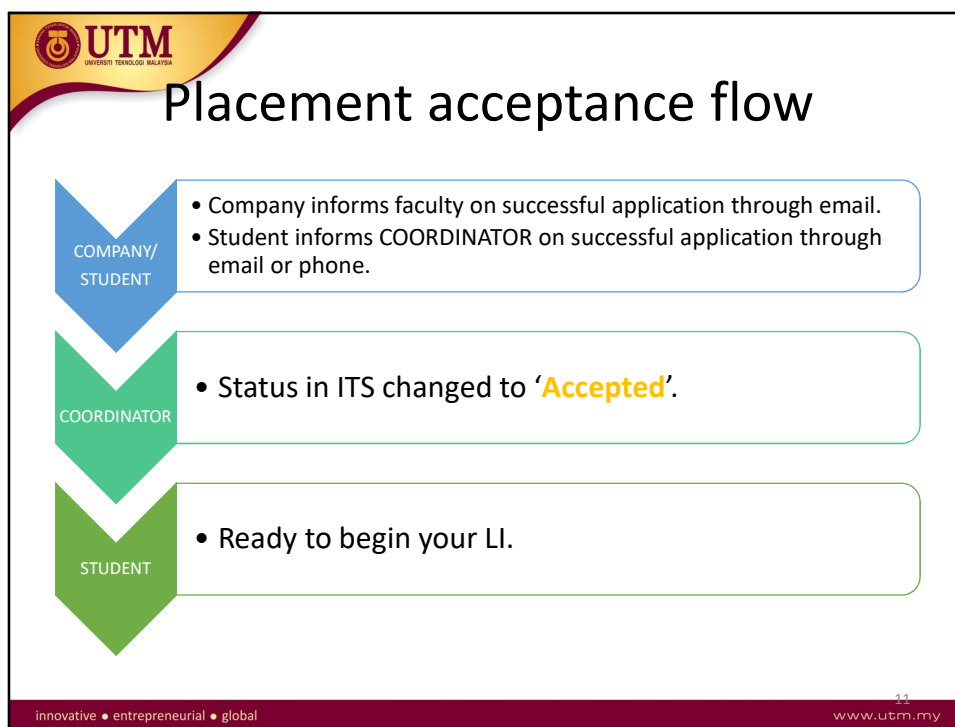 UTM
UNIVERSITI TEKNOLOGI MALAYSIA
Placement acceptance flow
COMPANY/
STUDENT
• Company informs faculty on successful application through email.
• Student informs COORDINATOR on successful application through
email or phone.
COORDINATOR
• Status in ITS changed to ‘Accepted’.
STUDENT
• Ready to begin your LI.
11
innovative ● entrepreneurial ● global
www.utm.my